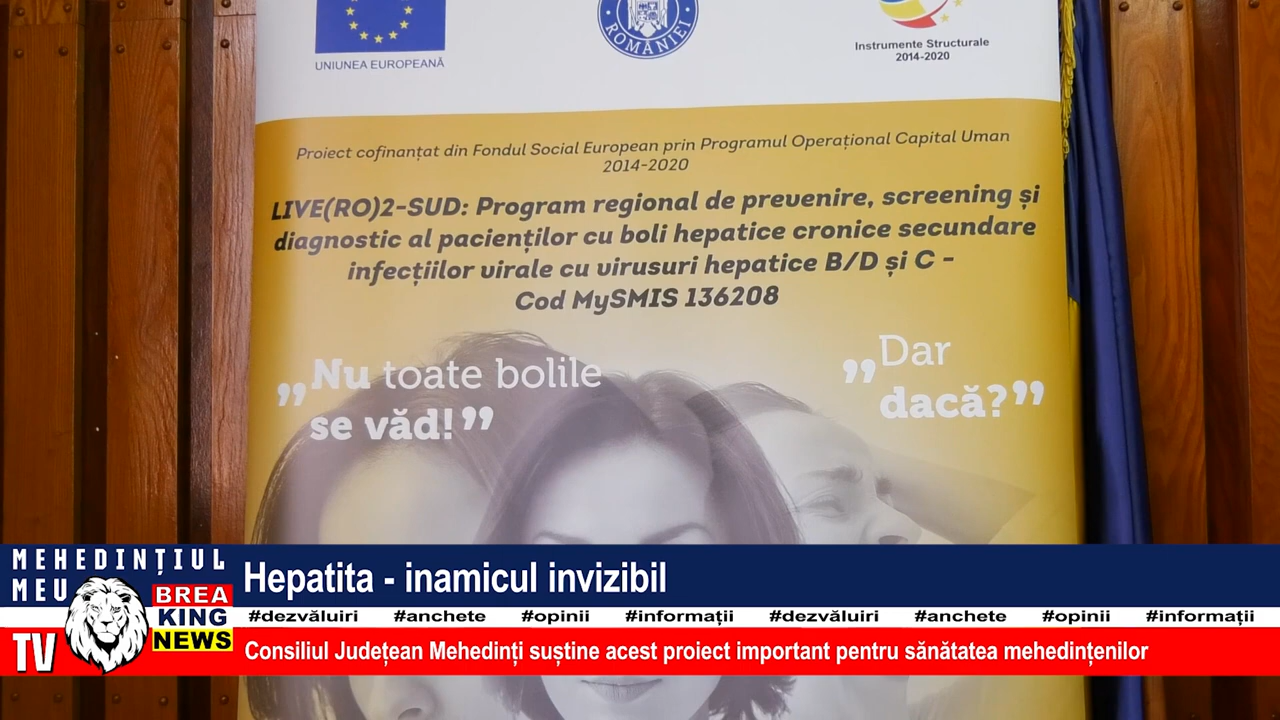 UNIUNEA EUROPEANĂ
ROMÂNIEI
Instrumente Structurale
2014-2020
Proiect cofinanțat din Fondul Social European prin Programul Operațional Capital Uman
2014-2020
LIVE(RO)2-SUD: Program regional de prevenire, screening și
diagnostic al pacienților cu boli hepatice cronice secundare
infecțiilor virale cu virusuri hepatice B/D și C -
Cod MySMIS 136208
„Nu toate bolile
se văd!”
„Dar
dacă?”
MEHEDINȚIUL
MEU
TV
BREA
KING
NEWS
Hepatita - inamicul invizibil
#dezvăluiri #anchete #opinii #informații #dezvăluiri #anchete #opinii #informații
Consiliul Județean Mehedinți suștine acest proiect important pentru sănătatea mehedințenilor